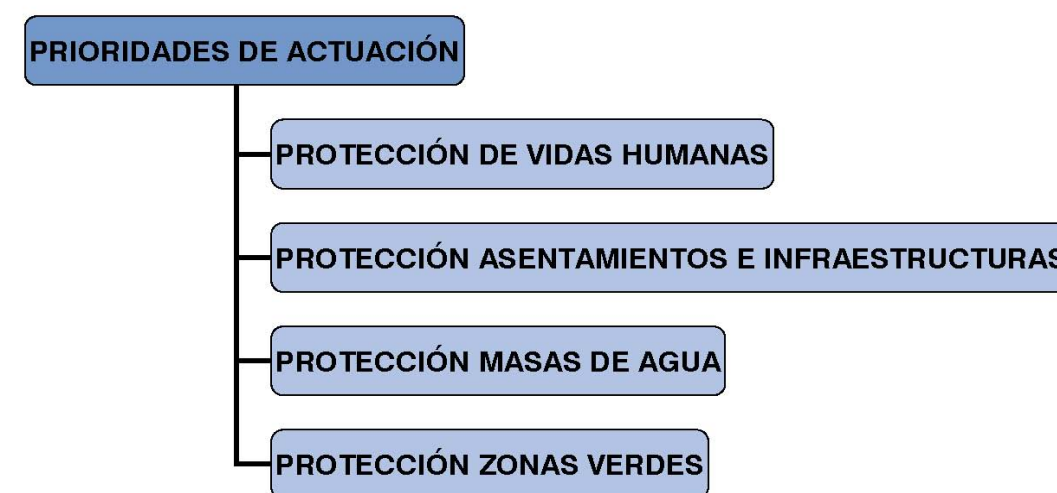 PRIORIDADES DE ACTUACIÓN
PROTECCIÓN DE VIDAS HUMANAS
PROTECCIÓN ASENTAMIENTOS E INFRAESTRUCTURAS
PROTECCIÓN MASAS DE AGUA
PROTECCIÓN ZONAS VERDES